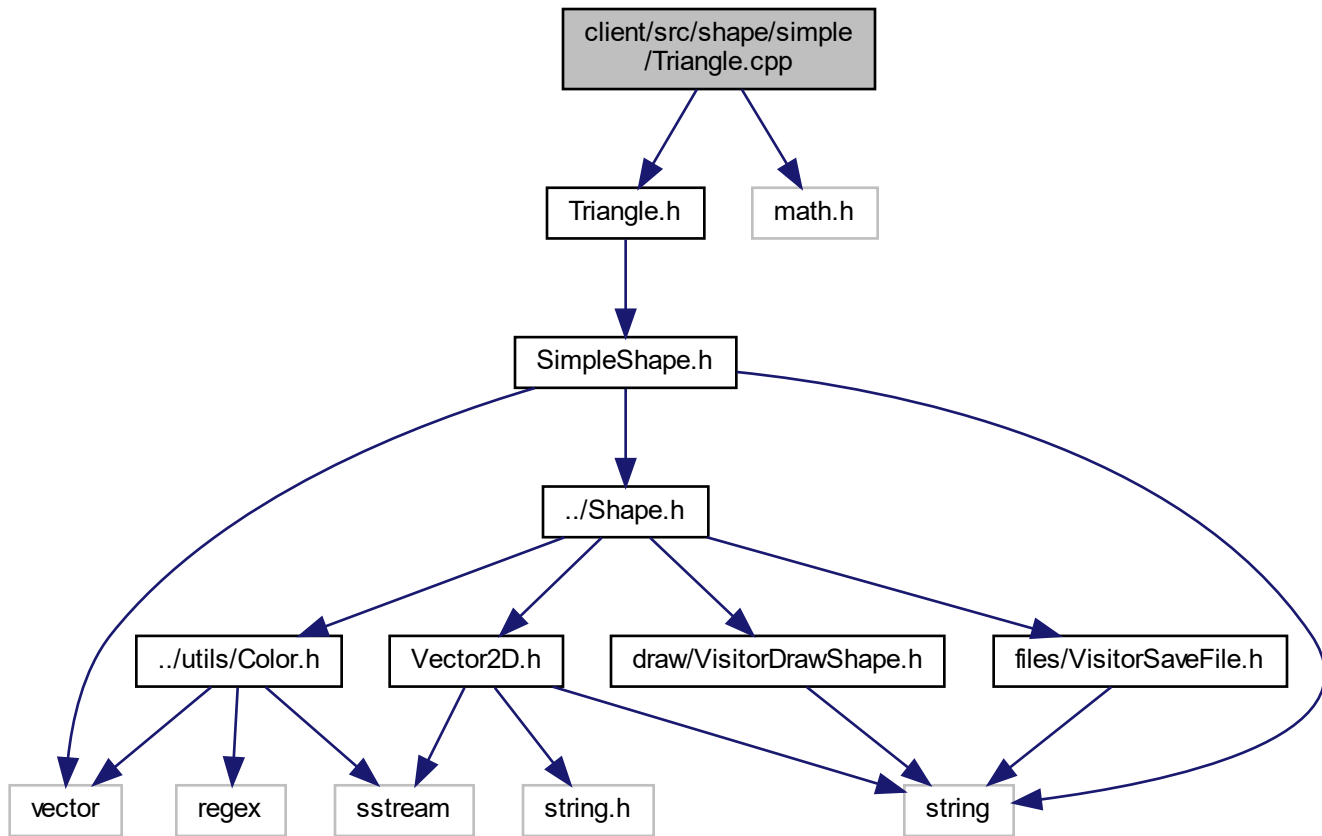 client/src/shape/simple
/Triangle.cpp
Triangle.h
math.h
SimpleShape.h
../Shape.h
../utils/Color.h
Vector2D.h
draw/VisitorDrawShape.h
files/VisitorSaveFile.h
vector
regex
sstream
string.h
string